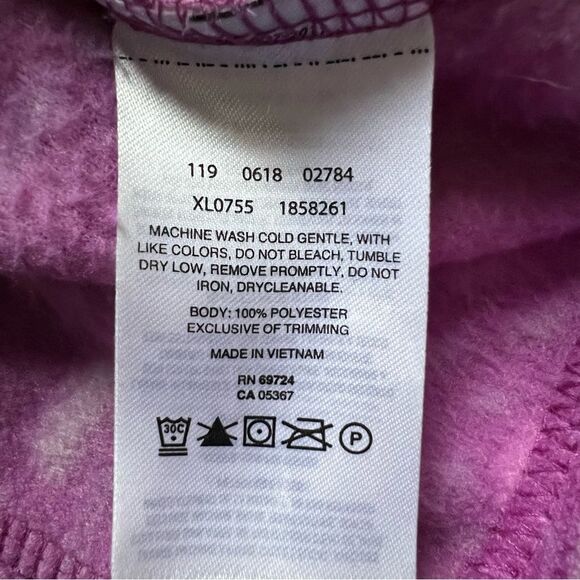 119 0618 02784
XL0755 1858261
MACHINE WASH COLD GENTLE, WITH
LIKE COLORS, DO NOT BLEACH, TUMBLE
DRY LOW, REMOVE PROMPTLY, DO NOT
IRON, DRYCLEANABLE.
BODY: 100% POLYESTER
EXCLUSIVE OF TRIMMING
MADE IN VIETNAM
RN 69724
CA 05367
30C P